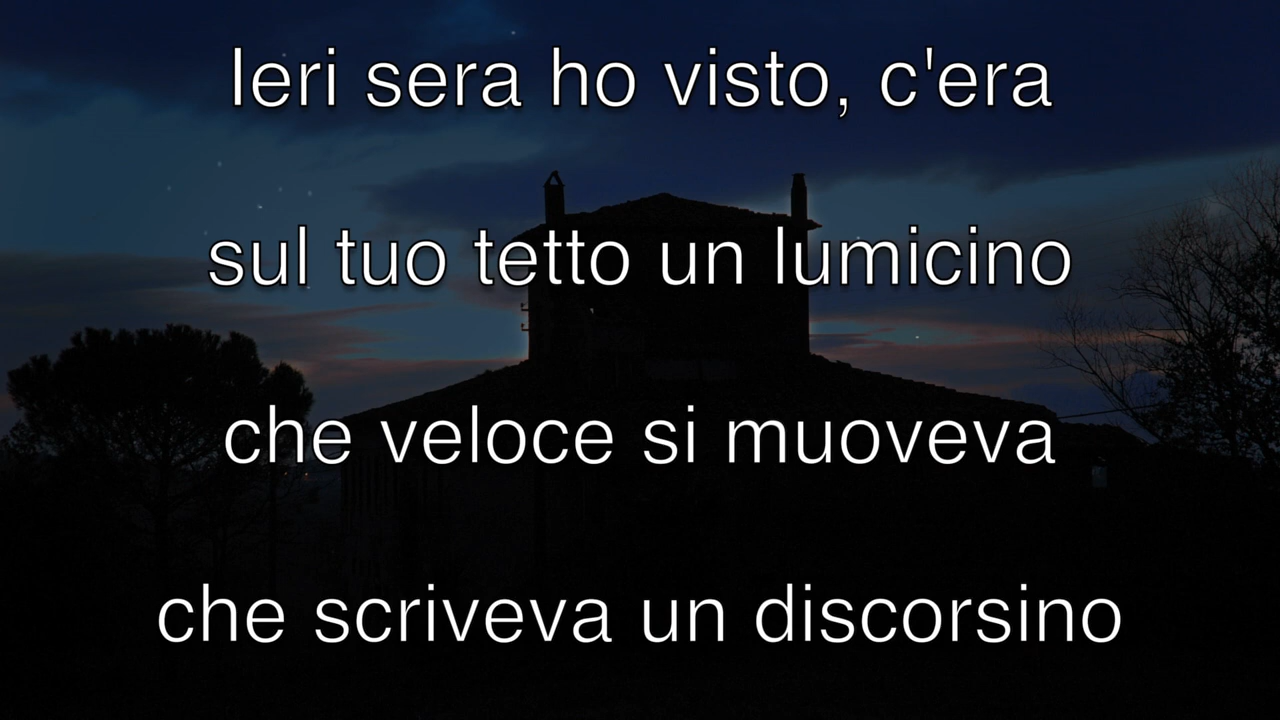 Ieri sera ho visto, c'era
sul tuo tetto un lumicino
che veloce si muoveva
che scriveva un discorsino